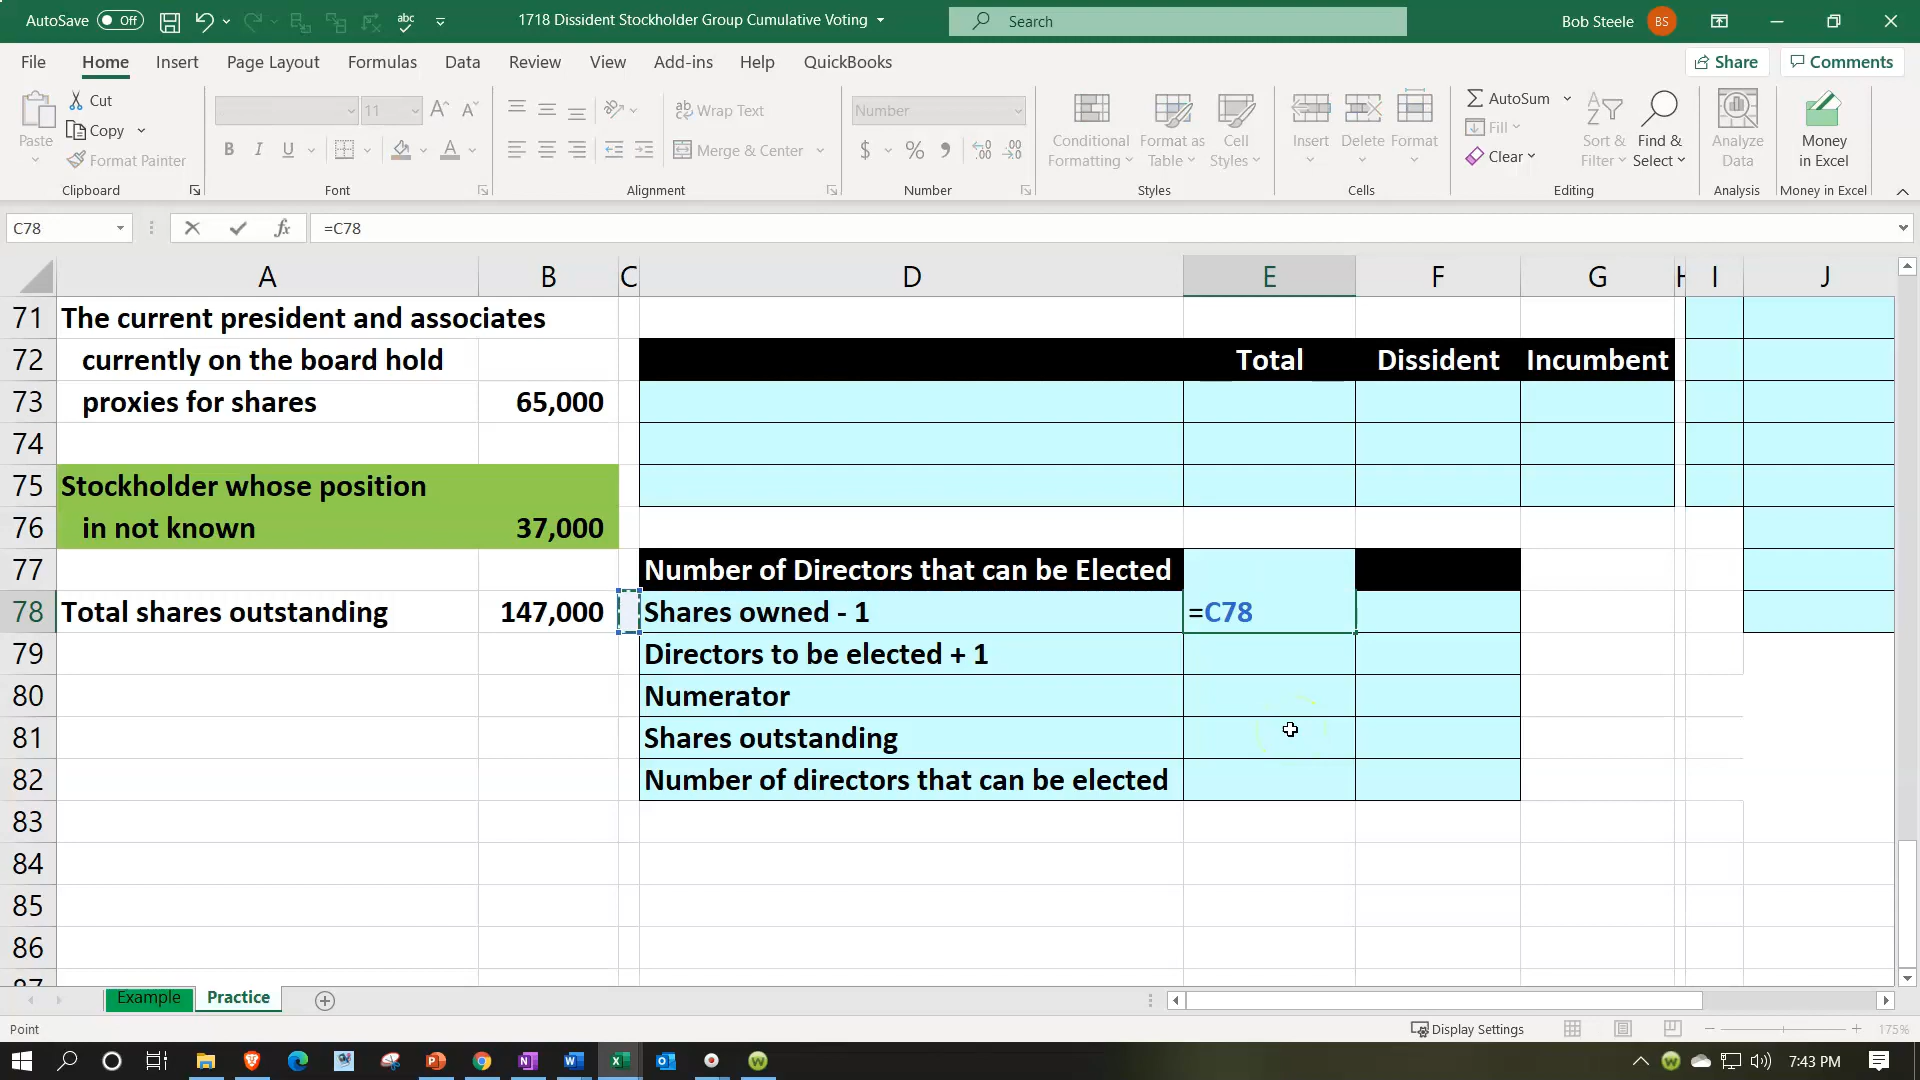 AutoSave Off
1718 Dissident Stockholder Group Cumulative Voting
Search
Bob Steele BS
File Home Insert Page Layout Formulas Data Review View Add-ins Help QuickBooks Share Comments
Paste
Cut
Copy
Format Painter
Clipboard
11
B I U
Font
Wrap Text
Merge & Center
Alignment
Number
Number
Conditional Formatting
Format as Table
Cell Styles
Styles
Insert Delete Format
Cells
AutoSum
Fill
Clear
Sort & Filter
Find & Select
Editing
Analyze Data
Analysis
Money in Excel
Money in Excel
C78 fx =C78
A B C D E F G H I J
71 The current president and associates
72 currently on the board hold Total Dissident Incumbent
73 proxies for shares 65,000
74
75 Stockholder whose position
76 in not known 37,000
77 Number of Directors that can be Elected
78 Total shares outstanding 147,000 Shares owned - 1 =C78
79 Directors to be elected + 1
80 Numerator
81 Shares outstanding
82 Number of directors that can be elected
83
84
85
86
87
Example Practice
Point Display Settings 175%
7:43 PM